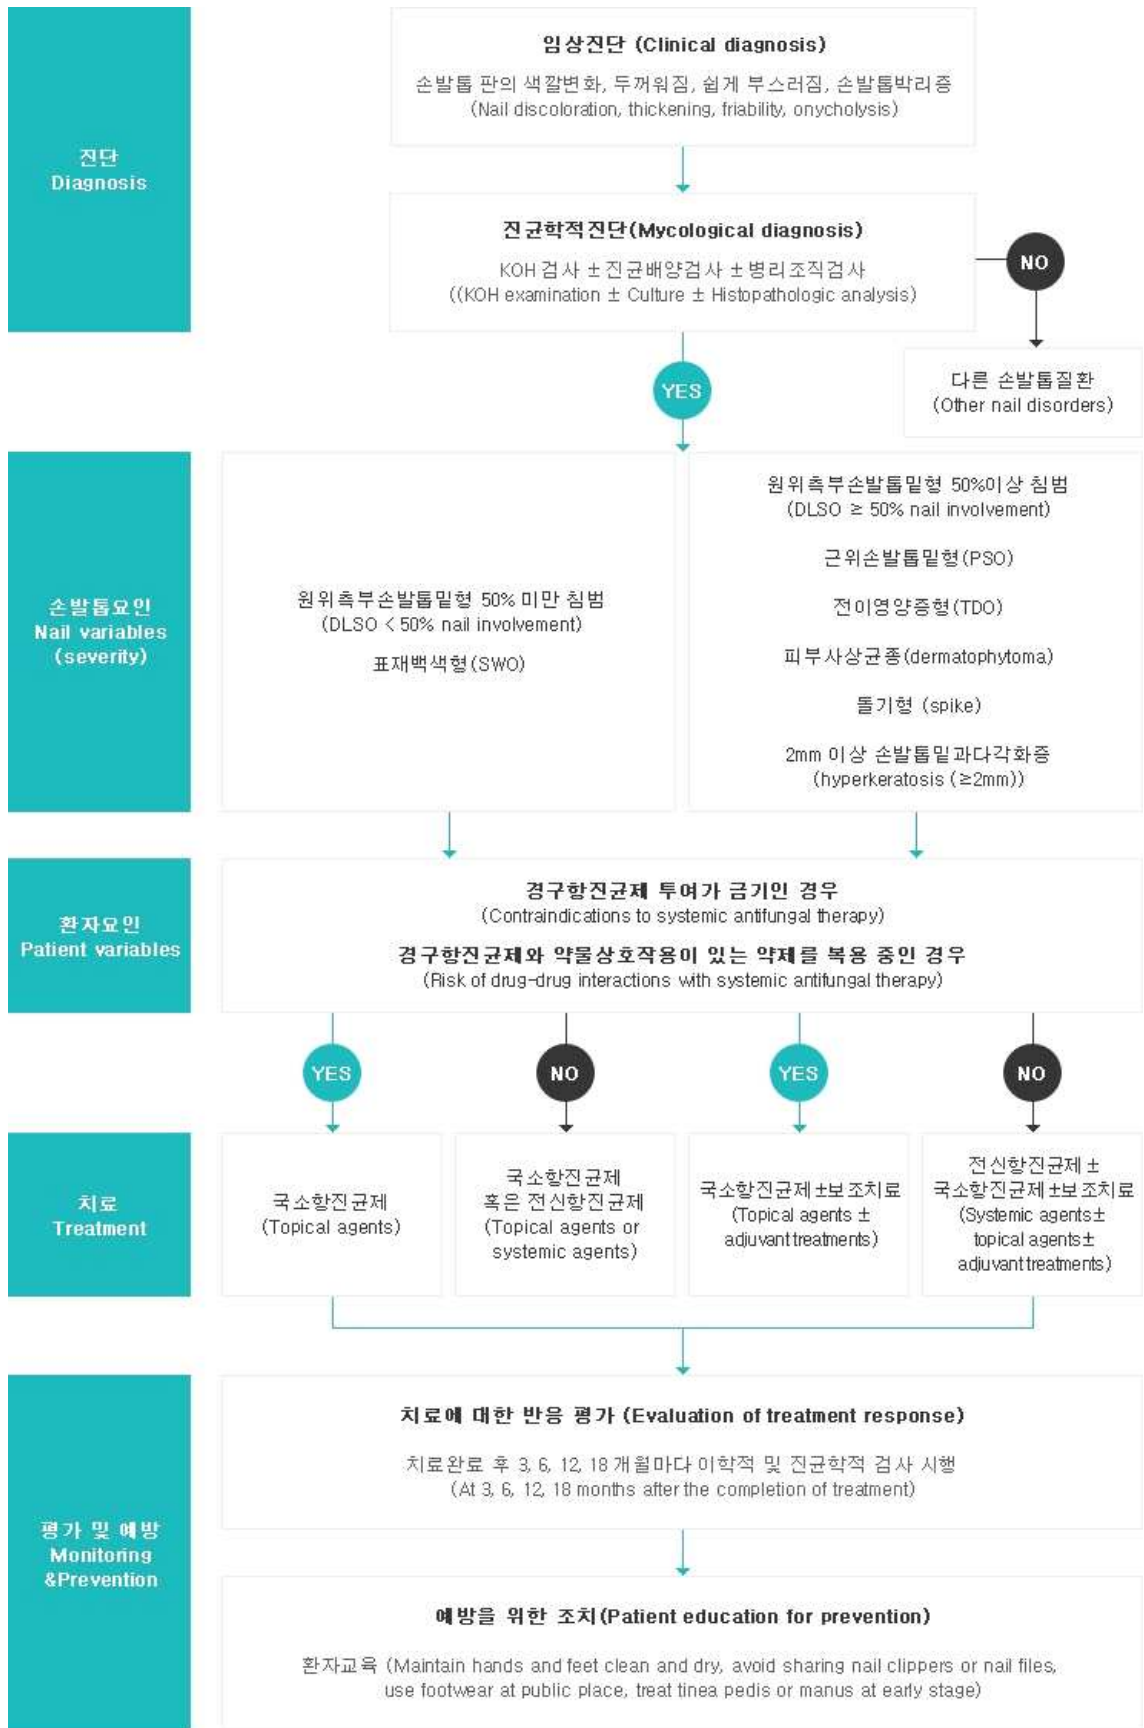 임상진단 (Clinical diagnosis)
손발톱 판의 색깔변화, 두꺼워짐, 쉽게 부스러짐, 손발톱박리증
(Nail discoloration, thickening, friability, onycholysis)
진단
Diagnosis
진균학적진단(Mycological diagnosis)
KOH 검사 ± 진균배양검사 ± 병리조직검사
((KOH examination ± Culture ± Histopathologic analysis)
NO
다른 손발톱질환
(Other nail disorders)
YES
손발톱요인
Nail variables
(severity)
원위측부손발톱밑형 50% 미만 침범
(DLSO < 50% nail involvement)
표재백색형(SWO)
원위측부손발톱밑형 50%이상 침범
(DLSO ≥ 50% nail involvement)
근위손발톱밑형(PSO)
전이영양증형(TDO)
피부사상균종(dermatophytoma)
돌기형 (spike)
2mm 이상 손발톱밑과다각화증
(hyperkeratosis (≥2mm))
환자요인
Patient variables
경구항진균제 투여가 금기인 경우
(Contraindications to systemic antifungal therapy)
경구항진균제와 약물상호작용이 있는 약제를 복용 중인 경우
(Risk of drug-drug interactions with systemic antifungal therapy)
YES
NO
YES
NO
치료
Treatment
국소항진균제
(Topical agents)
국소항진균제
혹은 전신항진균제
(Topical agents or
systemic agents)
국소항진균제±보조치료
(Topical agents ±
adjuvant treatments)
전신항진균제 ±
국소항진균제±보조치료
(Systemic agents±
topical agents±
adjuvant treatments)
평가 및 예방
Monitoring
&Prevention
치료에 대한 반응 평가 (Evaluation of treatment response)
치료완료 후 3, 6, 12, 18 개월마다 이학적 및 진균학적 검사 시행
(At 3, 6, 12, 18 months after the completion of treatment)
예방을 위한 조치(Patient education for prevention)
환자교육 (Maintain hands and feet clean and dry, avoid sharing nail clippers or nail files,
use footwear at public place, treat tinea pedis or manus at early stage)